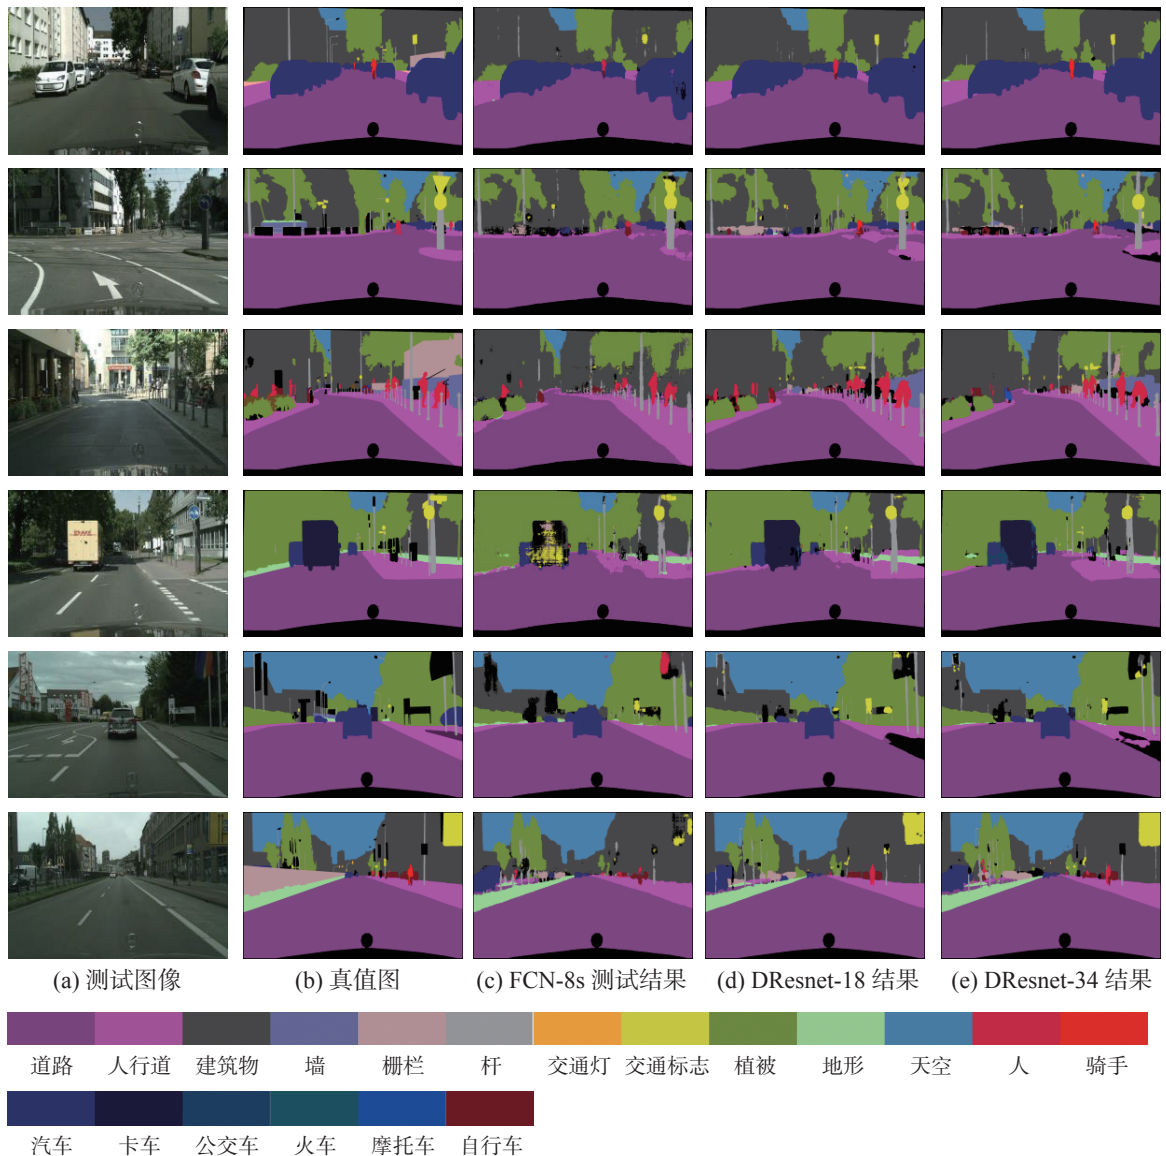 (a) 测试图像
(b) 真值图
(c) FCN-8s 测试结果
(d) DResnet-18 结果
(e) DResnet-34 结果
道路 人行道 建筑物 墙 栅栏 杆 交通灯 交通标志 植被 地形 天空 人 骑手
汽车 卡车 公交车 火车 摩托车 自行车